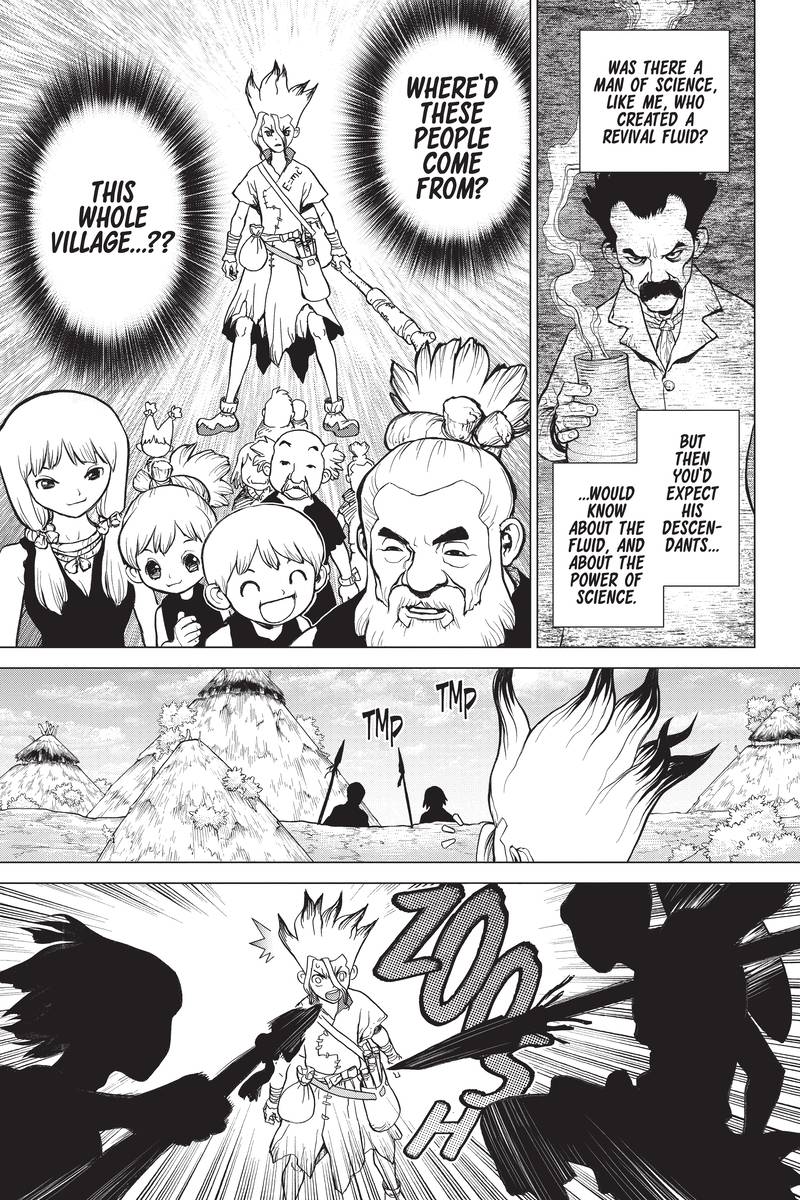 WAS THERE A
MAN OF SCIENCE,
LIKE ME, WHO
CREATED A
REVIVAL FLUID?
BUT
THEN
YOU'D
EXPECT
HIS
DESCEN-
DANTS...
...WOULD
KNOW
ABOUT THE
FLUID, AND
ABOUT THE
POWER OF
SCIENCE.
WHERE'D
THESE
PEOPLE
COME
FROM?
THIS
WHOLE
VILLAGE...??
E=mc²
TMP
TMP
ZOOSH